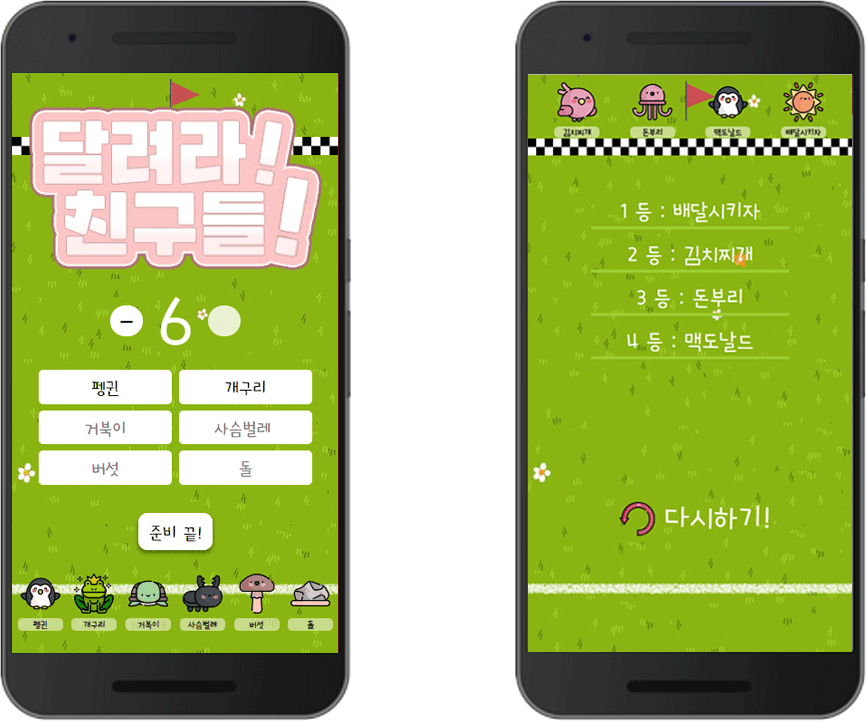 달려라!
친구들!
− 6
펭귄 개구리
거북이 사슴벌레
버섯 돌
준비 끝!
펭귄 개구리 거북이 사슴벌레 버섯 돌
김치찌개 돈부리 맥도날드 배달시키자
1 등 : 배달시키자
2 등 : 김치찌개
3 등 : 돈부리
4 등 : 맥도날드
다시하기!